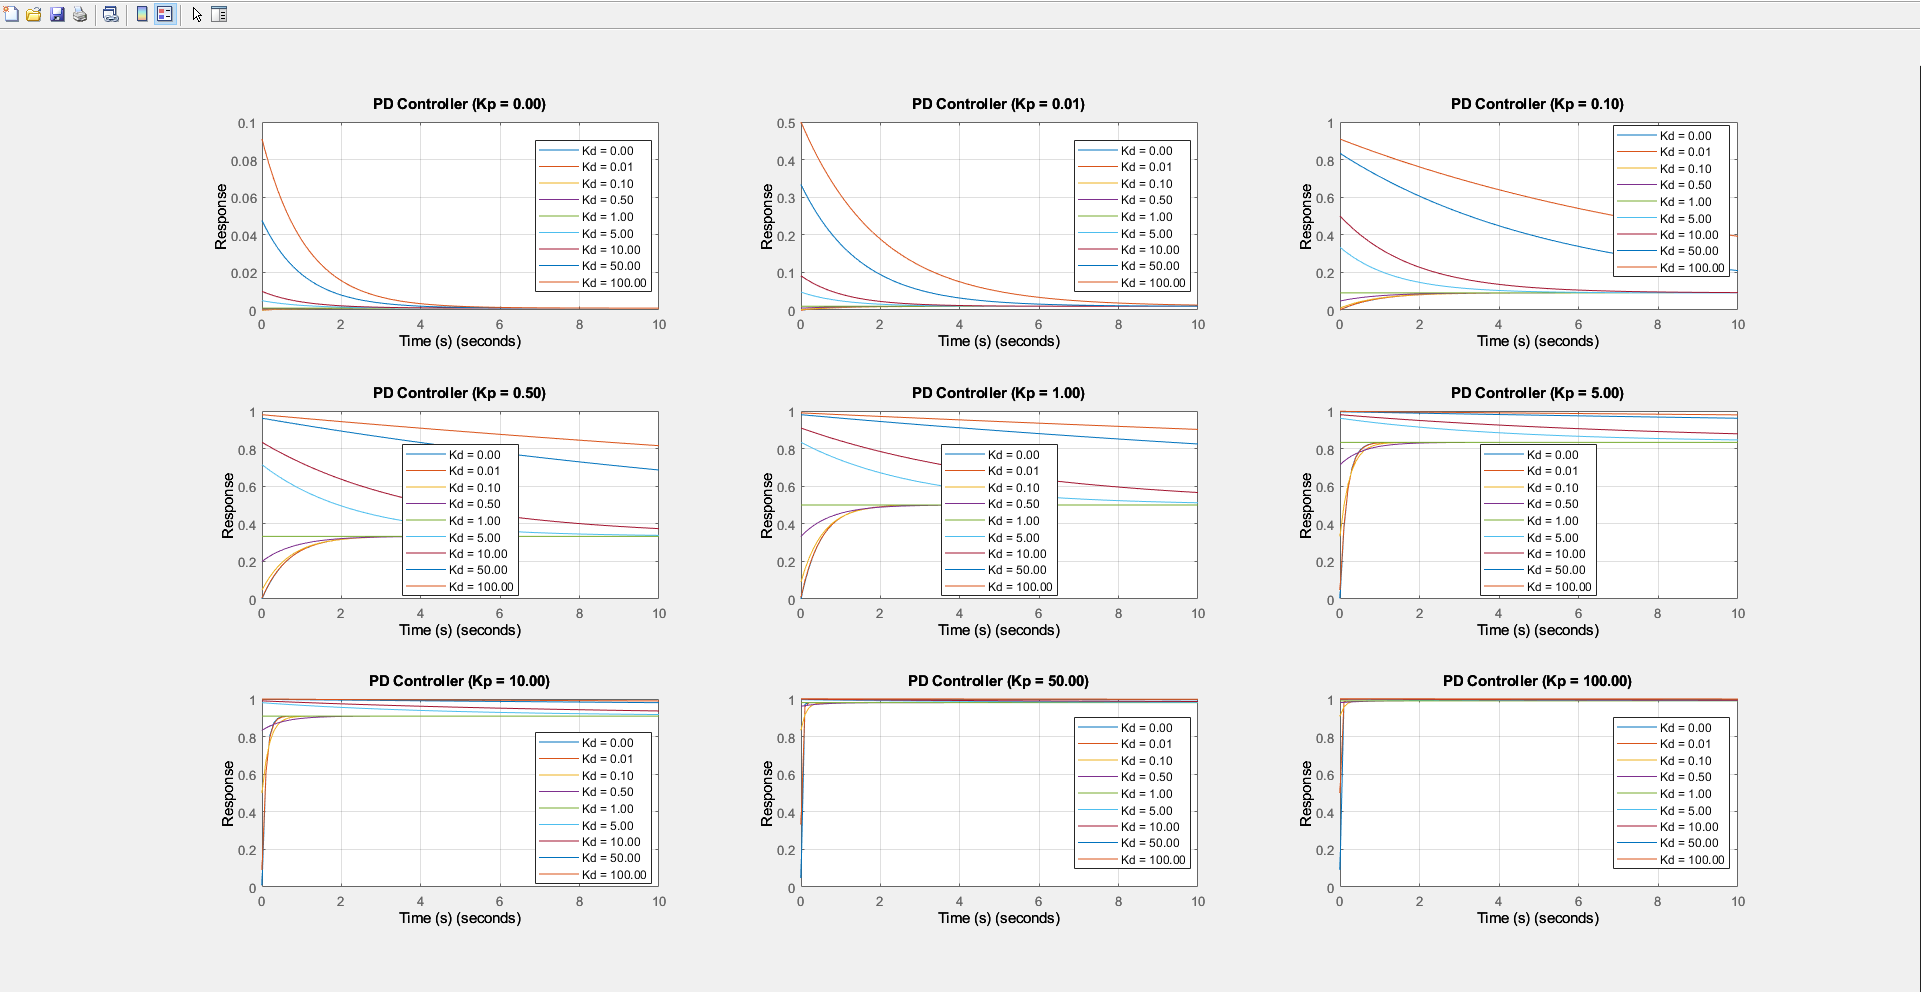 PD Controller (Kp = 0.00)
0.1
0.08
0.06
0.04
0.02
0
Response
0 2 4 6 8 10
Time (s) (seconds)
Kd = 0.00
Kd = 0.01
Kd = 0.10
Kd = 0.50
Kd = 1.00
Kd = 5.00
Kd = 10.00
Kd = 50.00
Kd = 100.00
PD Controller (Kp = 0.01)
0.5
0.4
0.3
0.2
0.1
0
Response
0 2 4 6 8 10
Time (s) (seconds)
Kd = 0.00
Kd = 0.01
Kd = 0.10
Kd = 0.50
Kd = 1.00
Kd = 5.00
Kd = 10.00
Kd = 50.00
Kd = 100.00
PD Controller (Kp = 0.10)
1
0.8
0.6
0.4
0.2
0
Response
0 2 4 6 8 10
Time (s) (seconds)
Kd = 0.00
Kd = 0.01
Kd = 0.10
Kd = 0.50
Kd = 1.00
Kd = 5.00
Kd = 10.00
Kd = 50.00
Kd = 100.00
PD Controller (Kp = 0.50)
1
0.8
0.6
0.4
0.2
0
Response
0 2 4 6 8 10
Time (s) (seconds)
Kd = 0.00
Kd = 0.01
Kd = 0.10
Kd = 0.50
Kd = 1.00
Kd = 5.00
Kd = 10.00
Kd = 50.00
Kd = 100.00
PD Controller (Kp = 1.00)
1
0.8
0.6
0.4
0.2
0
Response
0 2 4 6 8 10
Time (s) (seconds)
Kd = 0.00
Kd = 0.01
Kd = 0.10
Kd = 0.50
Kd = 1.00
Kd = 5.00
Kd = 10.00
Kd = 50.00
Kd = 100.00
PD Controller (Kp = 5.00)
1
0.8
0.6
0.4
0.2
0
Response
0 2 4 6 8 10
Time (s) (seconds)
Kd = 0.00
Kd = 0.01
Kd = 0.10
Kd = 0.50
Kd = 1.00
Kd = 5.00
Kd = 10.00
Kd = 50.00
Kd = 100.00
PD Controller (Kp = 10.00)
1
0.8
0.6
0.4
0.2
0
Response
0 2 4 6 8 10
Time (s) (seconds)
Kd = 0.00
Kd = 0.01
Kd = 0.10
Kd = 0.50
Kd = 1.00
Kd = 5.00
Kd = 10.00
Kd = 50.00
Kd = 100.00
PD Controller (Kp = 50.00)
1
0.8
0.6
0.4
0.2
0
Response
0 2 4 6 8 10
Time (s) (seconds)
Kd = 0.00
Kd = 0.01
Kd = 0.10
Kd = 0.50
Kd = 1.00
Kd = 5.00
Kd = 10.00
Kd = 50.00
Kd = 100.00
PD Controller (Kp = 100.00)
1
0.8
0.6
0.4
0.2
0
Response
0 2 4 6 8 10
Time (s) (seconds)
Kd = 0.00
Kd = 0.01
Kd = 0.10
Kd = 0.50
Kd = 1.00
Kd = 5.00
Kd = 10.00
Kd = 50.00
Kd = 100.00